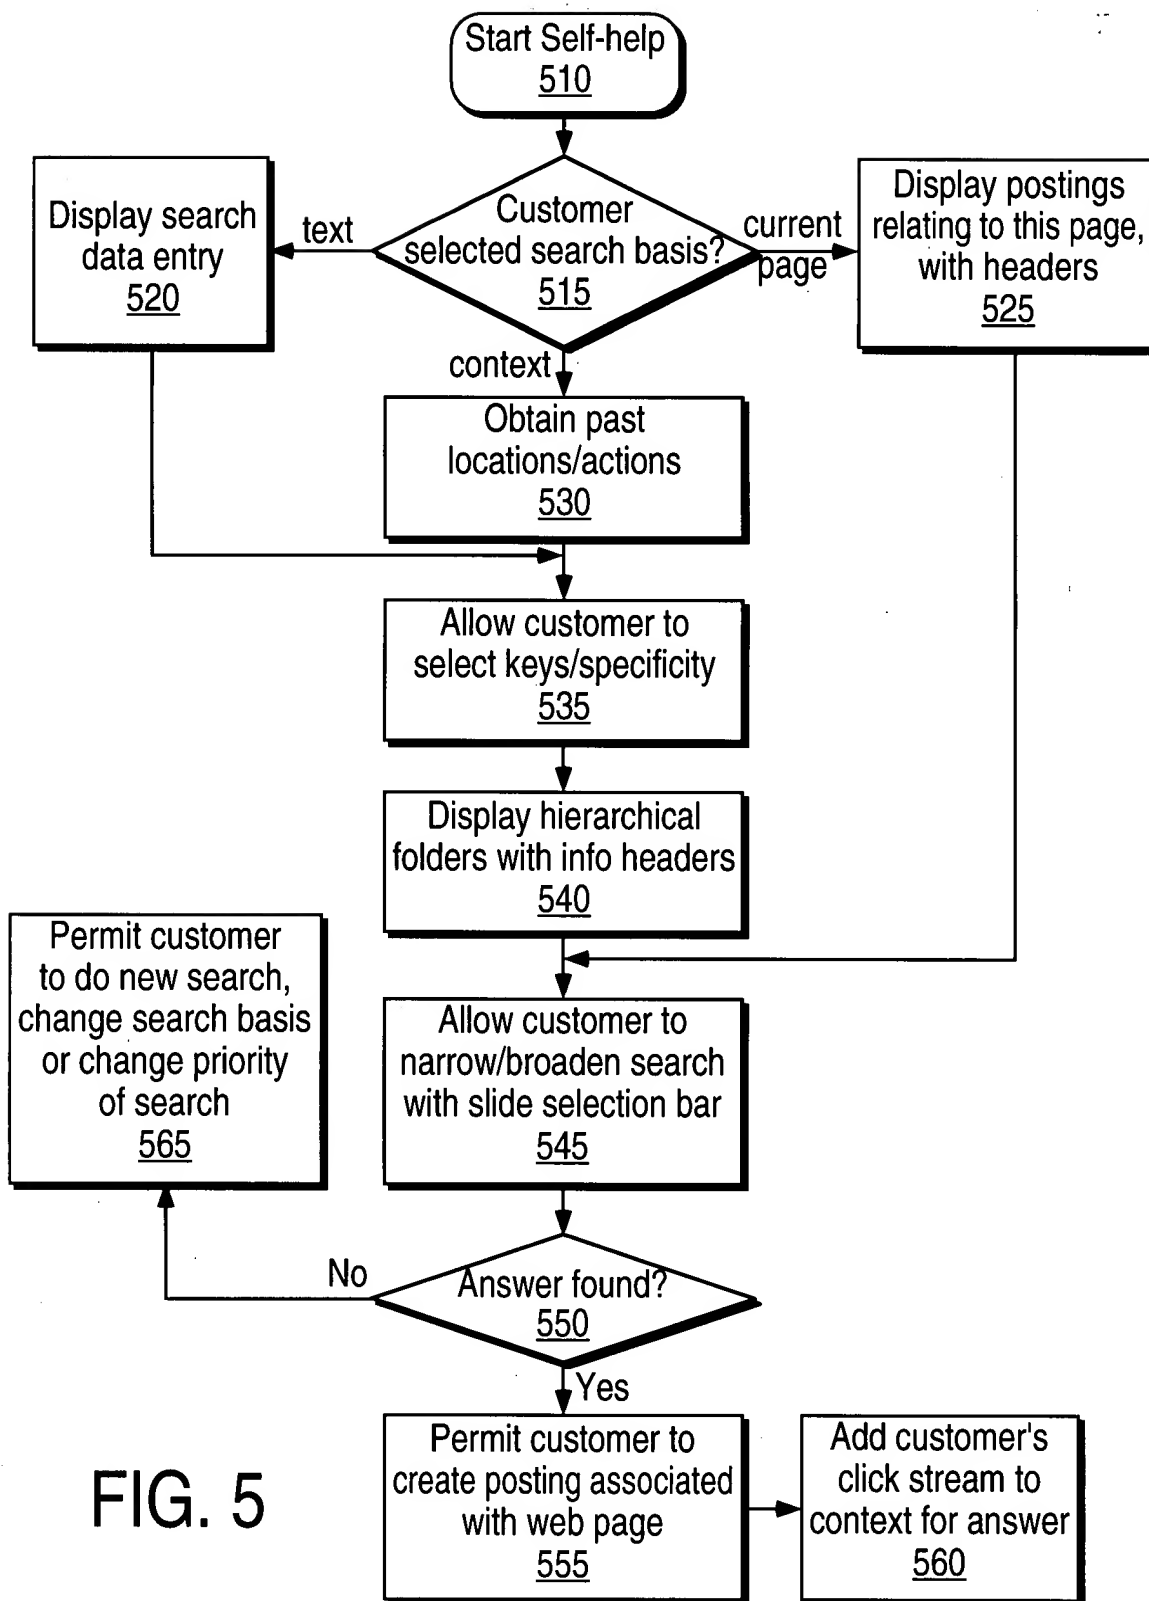 Start Self-help
510
Customer
selected search basis?
515
text
current
page
context
Display search
data entry
520
Display postings
relating to this page,
with headers
525
Obtain past
locations/actions
530
Allow customer to
select keys/specificity
535
Display hierarchical
folders with info headers
540
Allow customer to
narrow/broaden search
with slide selection bar
545
Permit customer
to do new search,
change search basis
or change priority
of search
565
Answer found?
550
No
Yes
Permit customer to
create posting associated
with web page
555
Add customer's
click stream to
context for answer
560
FIG. 5